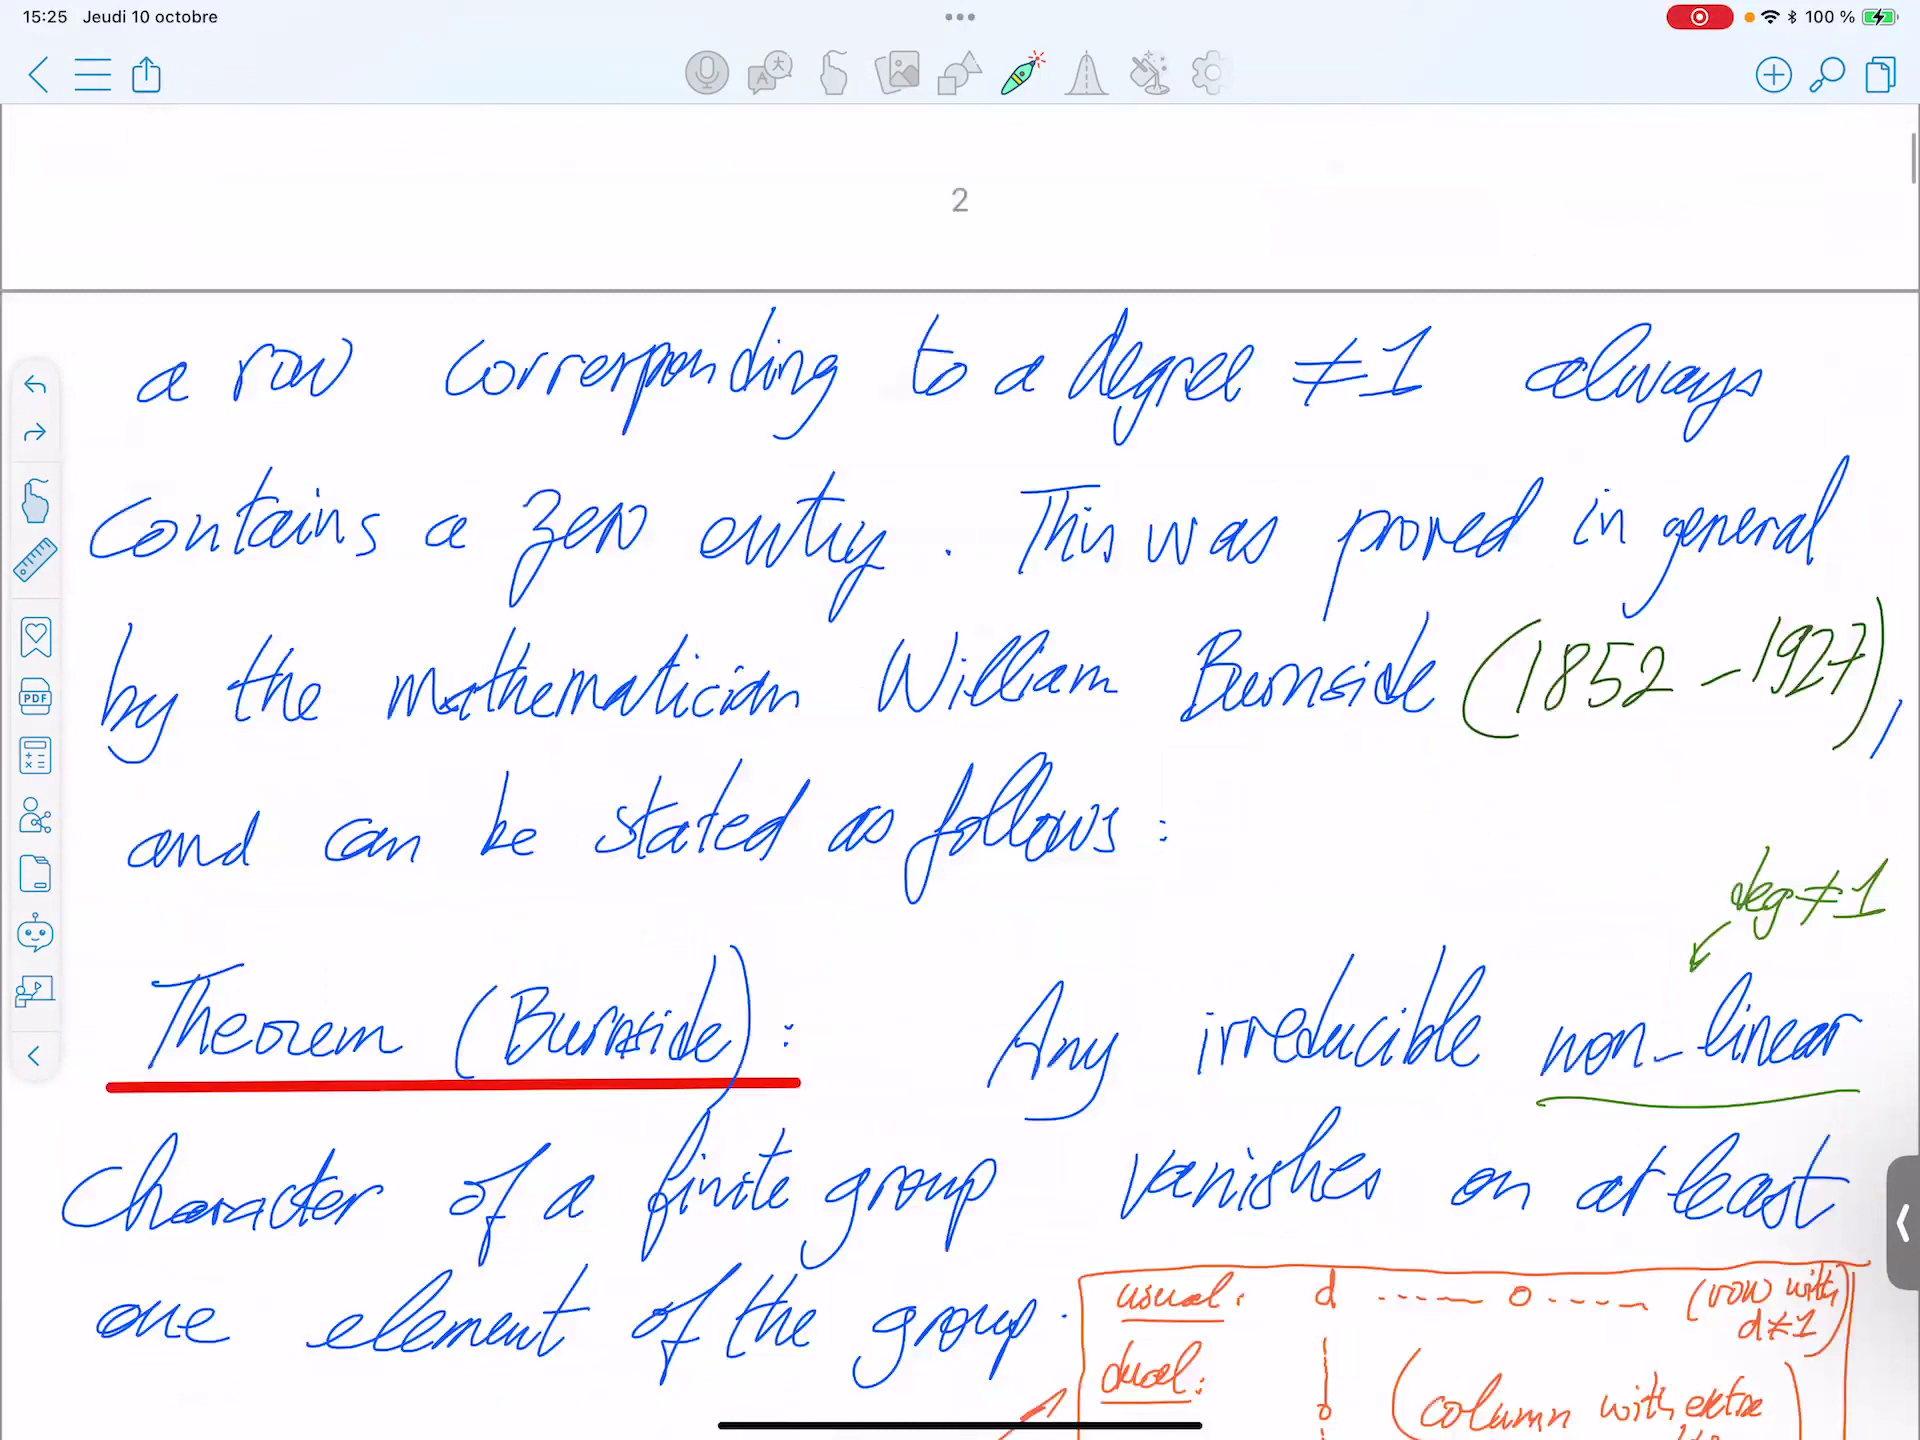 15:25 Jeudi 10 octobre
100 %
2
a row corresponding to a degree ≠1 always
contains a zero entry. This was proved in general
by the mathematician William Burnside (1852 - 1927),
and can be stated as follows:
deg ≠ 1
Theorem (Burnside): Any irreducible non-linear
character of a finite group vanishes on at least
one element of the group.
usual: d ------ 0 ------ (row with
d≠1)
dual:
0 (column with extra
PDF